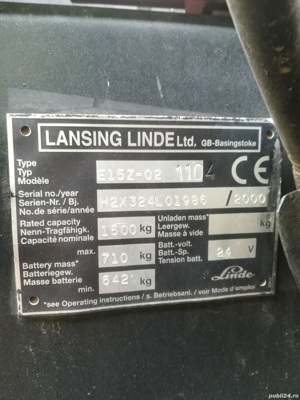 LANSING LINDE Ltd. GB-Basingstoke
Type
Typ E15Z-02 1104 CE
Modèle
Serial no./year
Serien-Nr. / Bj. H2X324L01986 /2000
No. de série/année
Rated capacity Unladen mass*
Nenn-Tragfähigk. 1500 kg Leergew. kg
Capacité nominale Masse à vide
max. Batt.-volt.
Battery mass* 710 kg Batt.-Sp. 24 V
Batteriegew. Tension batt.
Masse batterie 642 kg Linde
min.
*see Operating instructions / s. Betriebsanl. / voir Mode d'emploi
publi24.ro